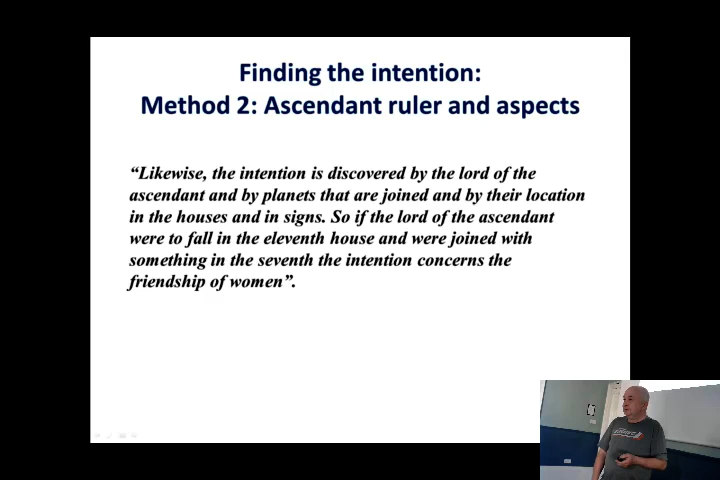 Finding the intention:
Method 2: Ascendant ruler and aspects
“Likewise, the intention is discovered by the lord of the
ascendant and by planets that are joined and by their location
in the houses and in signs. So if the lord of the ascendant
were to fall in the eleventh house and were joined with
something in the seventh the intention concerns the
friendship of women”.